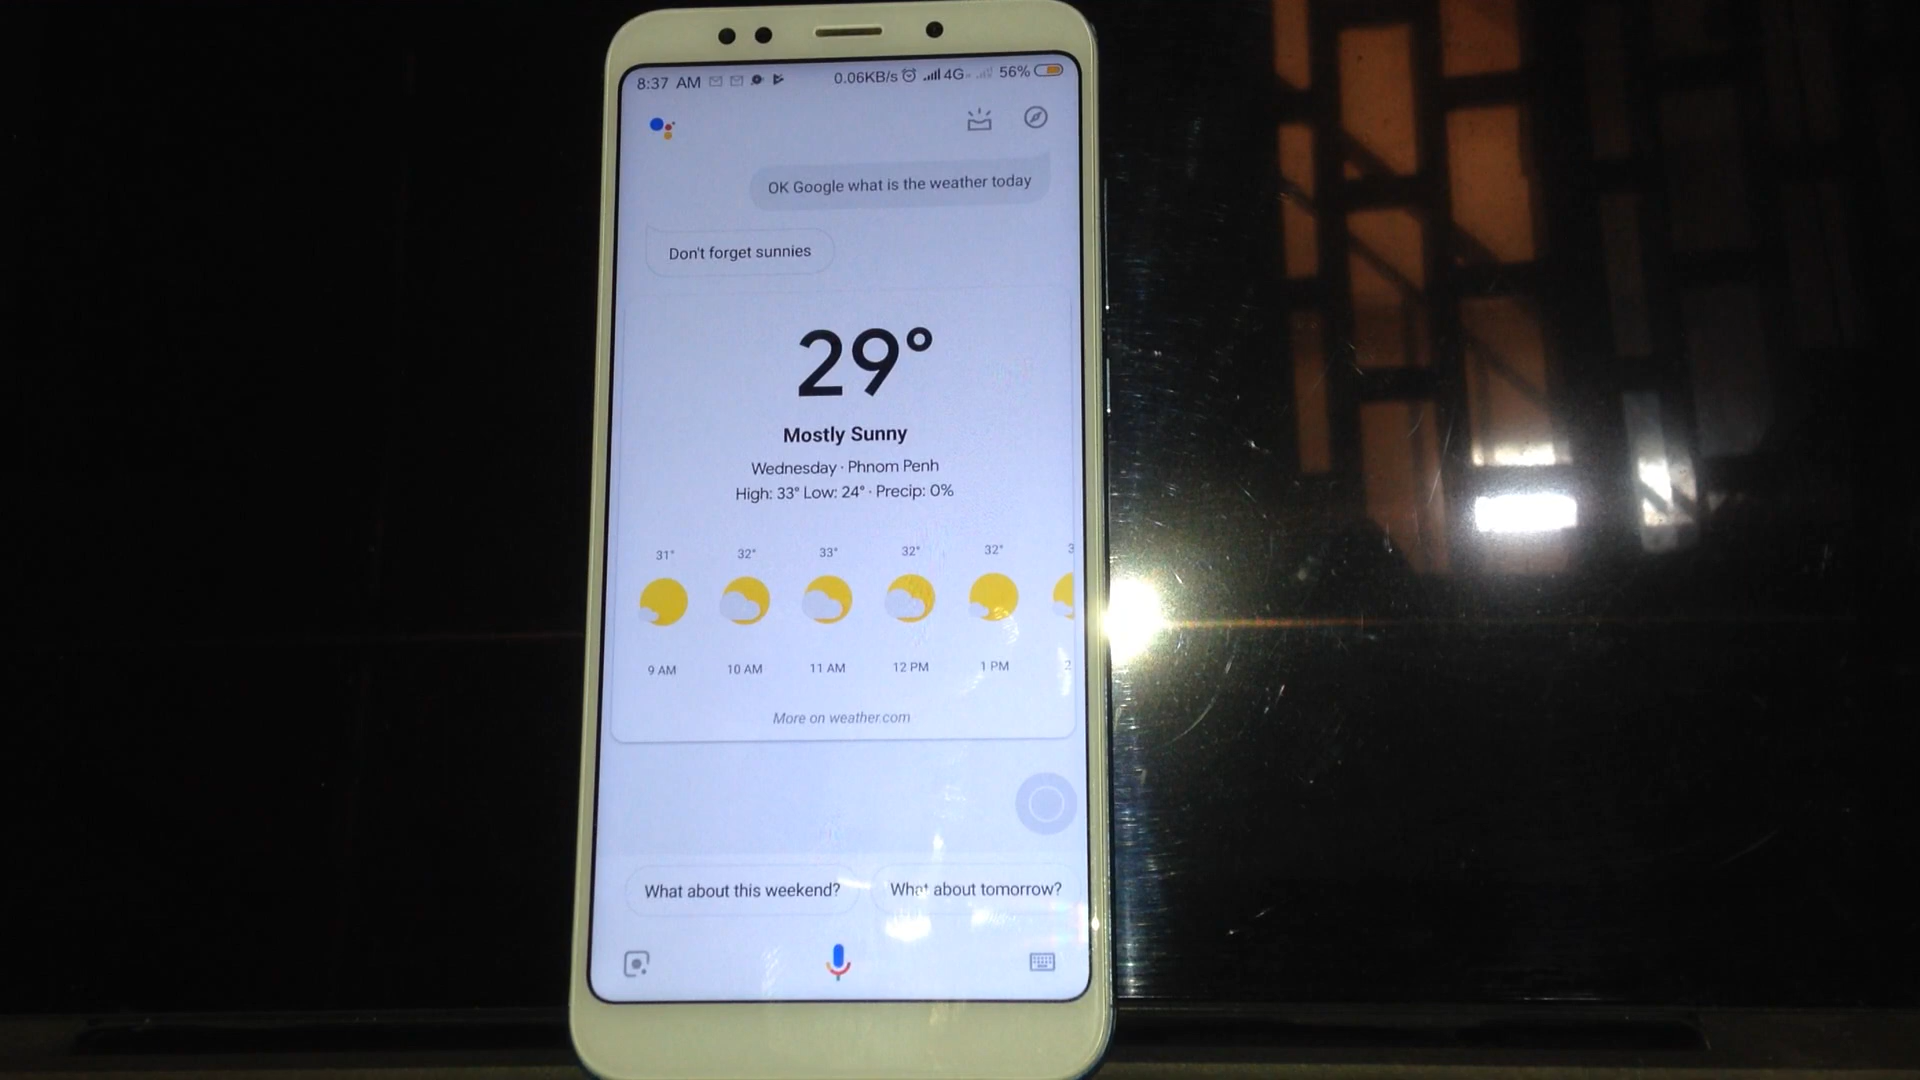 8:37 AM 0.06KB/s 4G 56%
OK Google what is the weather today
Don't forget sunnies
29°
Mostly Sunny
Wednesday · Phnom Penh
High: 33° Low: 24° · Precip: 0%
31° 32° 33° 32° 32° 3
9 AM 10 AM 11 AM 12 PM 1 PM 2
More on weather.com
What about this weekend? What about tomorrow?